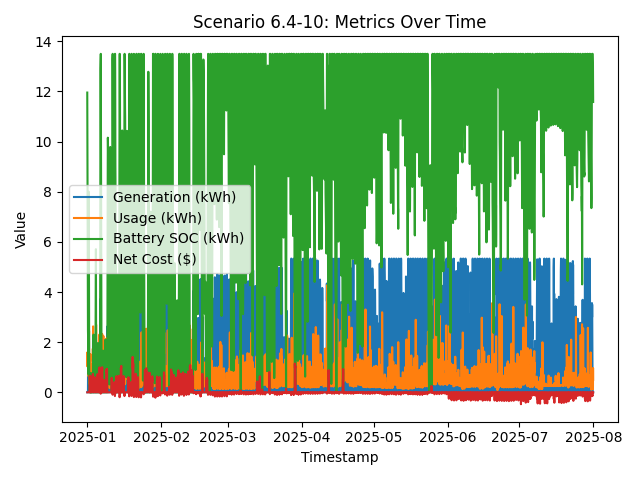 Scenario 6.4-10: Metrics Over Time
Value
14
12
10
8
6
4
2
0
Generation (kWh)
Usage (kWh)
Battery SOC (kWh)
Net Cost ($)
2025-01 2025-02 2025-03 2025-04 2025-05 2025-06 2025-07 2025-08
Timestamp